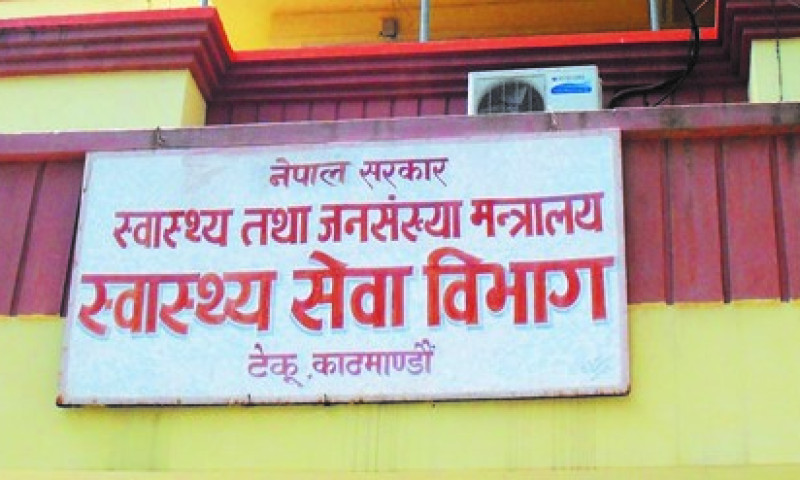 नेपाल सरकार
स्वास्थ्य तथा जनसंख्या मन्त्रालय
स्वास्थ्य सेवा विभाग
टेकू, काठमाण्डौं